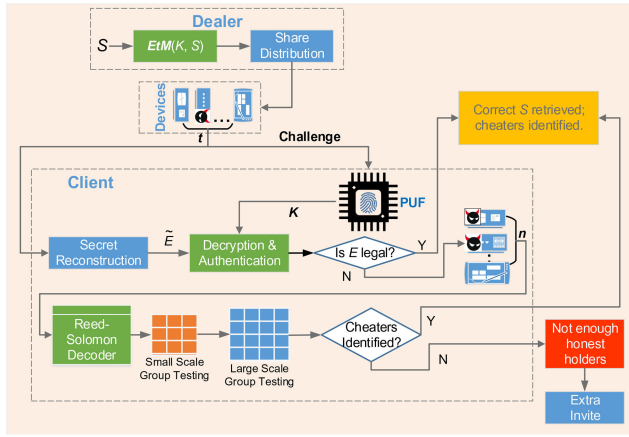 Dealer
S
EtM(K, S)
Share
Distribution
Devices
...
t
Challenge
Correct S retrieved;
cheaters identified.
Client
PUF
K
Secret
Reconstruction
Ẽ
Decryption &
Authentication
Is E legal?
Y
N
n
Reed-
Solomon
Decoder
Small Scale
Group Testing
Large Scale
Group Testing
Cheaters
Identified?
Y
N
Not enough
honest
holders
Extra
Invite